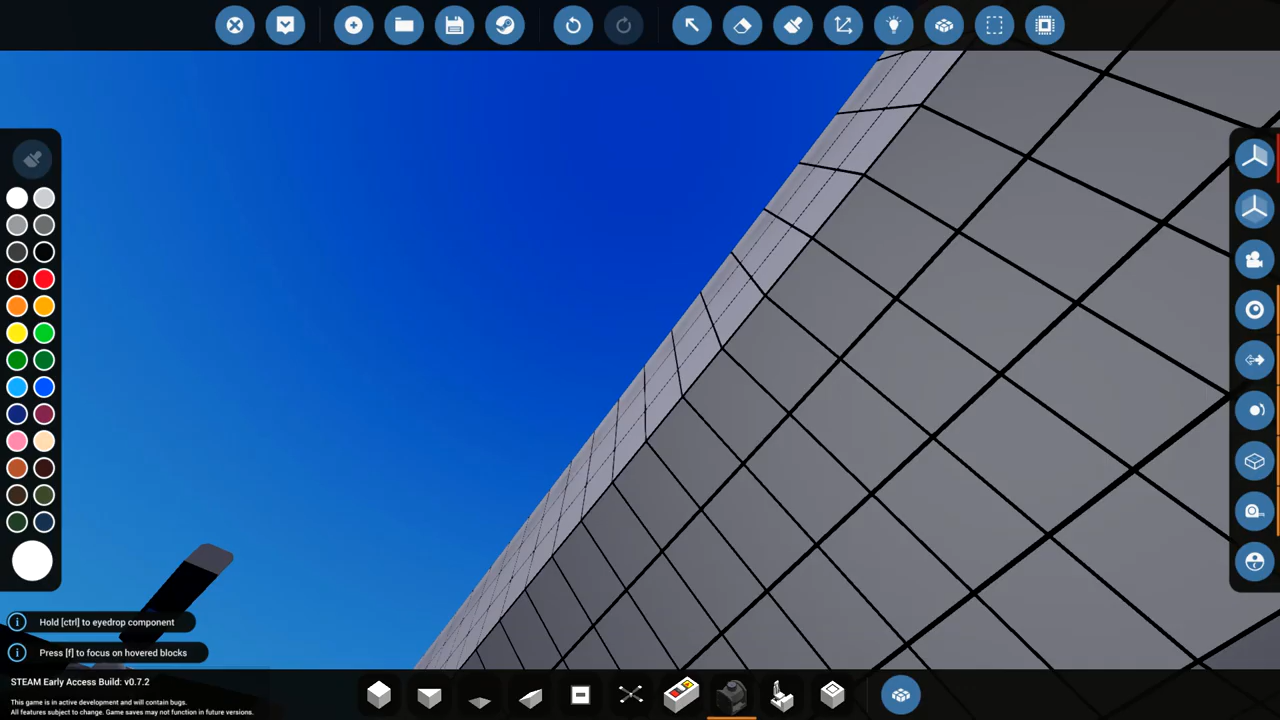 Hold [ctrl] to eyedrop component
Press [f] to focus on hovered blocks
STEAM Early Access Build: v0.7.2
This game is in active development and will contain bugs.
All features subject to change. Game saves may not function in future versions.